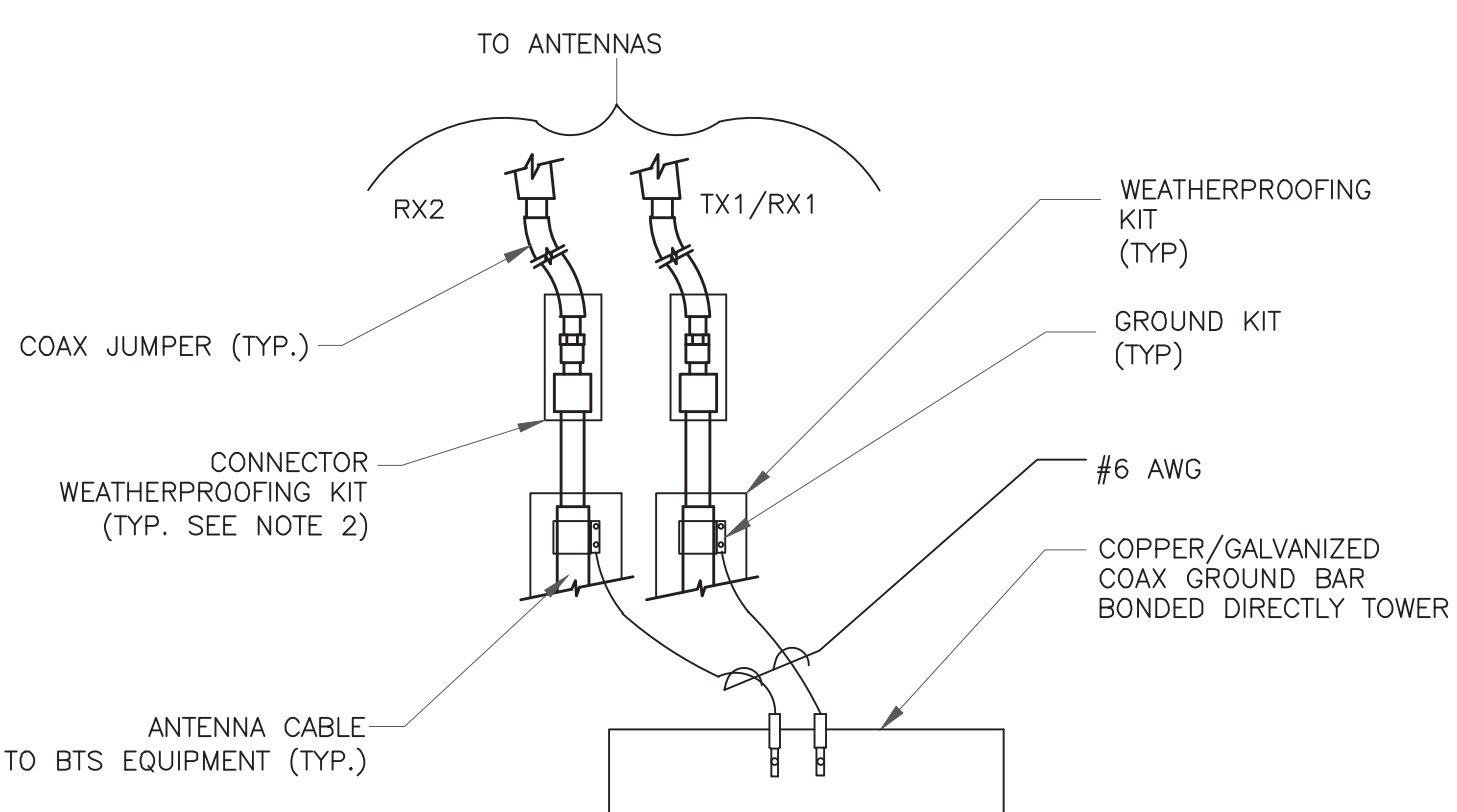 TO ANTENNAS
RX2
TX1/RX1
WEATHERPROOFING
KIT
(TYP)
GROUND KIT
(TYP)
COAX JUMPER (TYP.)
CONNECTOR
WEATHERPROOFING KIT
(TYP. SEE NOTE 2)
#6 AWG
COPPER/GALVANIZED
COAX GROUND BAR
BONDED DIRECTLY TOWER
ANTENNA CABLE
TO BTS EQUIPMENT (TYP.)